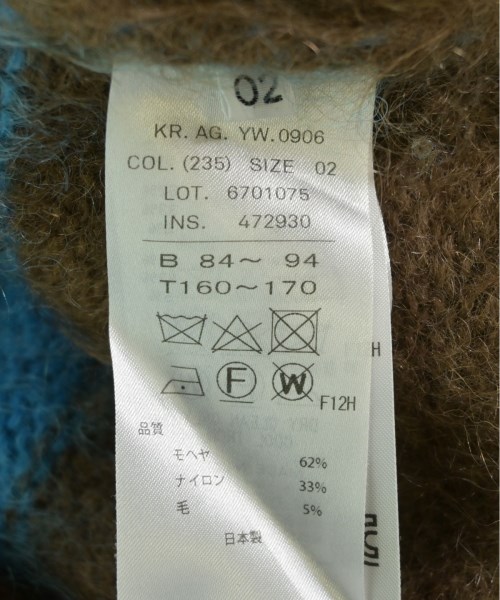 02
KR. AG. YW.0906
COL. (235) SIZE 02
LOT. 6701075
INS. 472930
B 84〜 94
T160〜170
F W
F12H
品質
モヘヤ 62%
ナイロン 33%
毛 5%
日本製